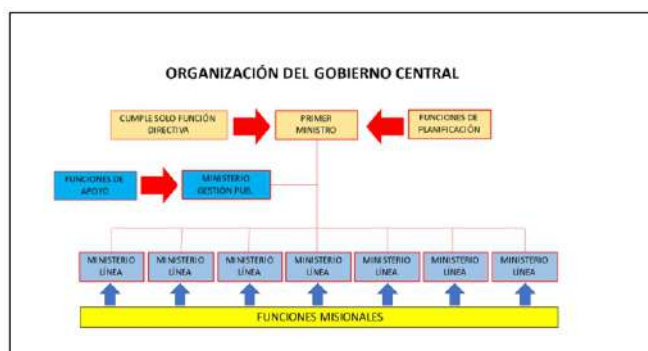 ORGANIZACIÓN DEL GOBIERNO CENTRAL
CUMPLE SOLO FUNCIÓN
DIRECTIVA
PRIMER
MINISTRO
FUNCIONES DE
PLANIFICACIÓN
FUNCIONES DE
APOYO
MINISTERIO
GESTIÓN PUB.
MINISTERIO
LÍNEA
MINISTERIO
LÍNEA
MINISTERIO
LÍNEA
MINISTERIO
LÍNEA
MINISTERIO
LÍNEA
MINISTERIO
LÍNEA
MINISTERIO
LÍNEA
FUNCIONES MISIONALES